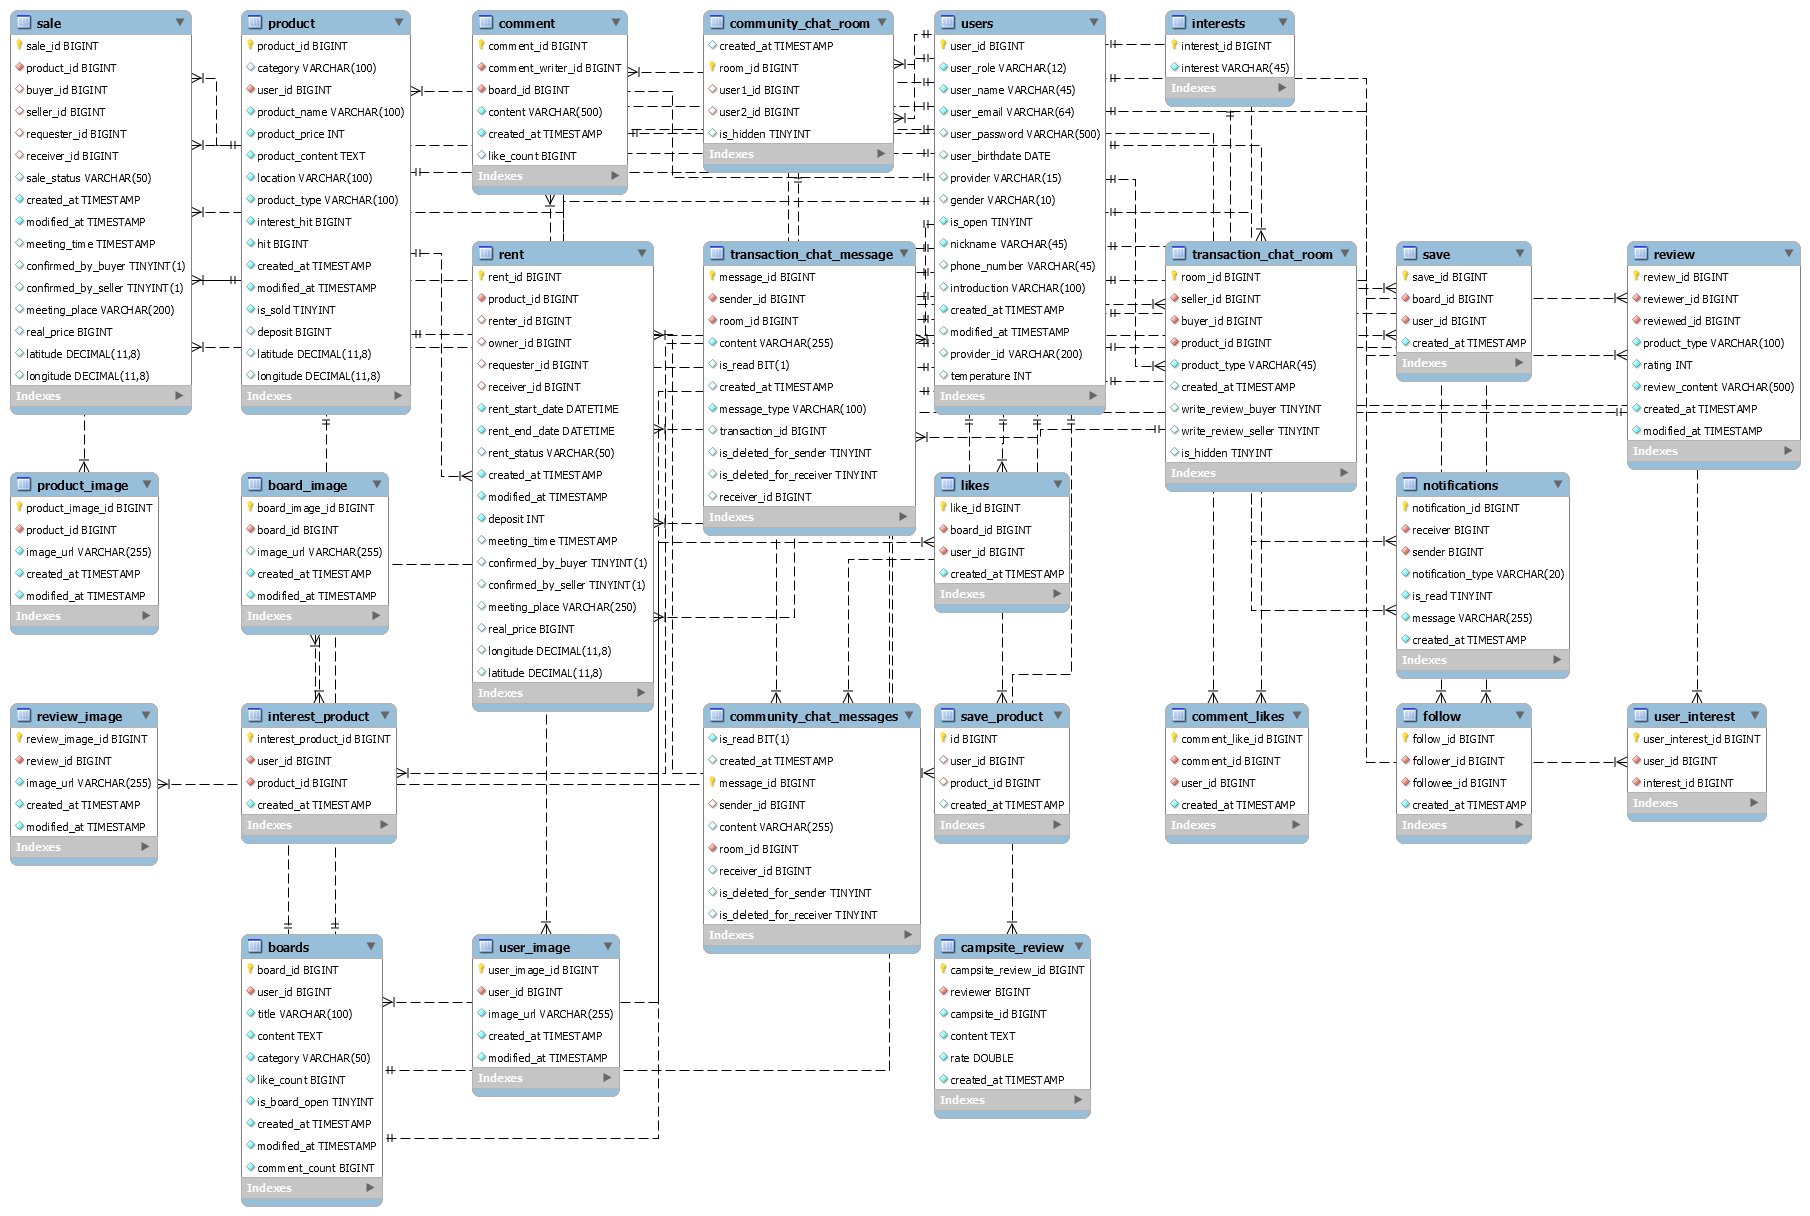 sale
sale_id BIGINT
product_id BIGINT
buyer_id BIGINT
seller_id BIGINT
requester_id BIGINT
receiver_id BIGINT
sale_status VARCHAR(50)
created_at TIMESTAMP
modified_at TIMESTAMP
meeting_time TIMESTAMP
confirmed_by_buyer TINYINT(1)
confirmed_by_seller TINYINT(1)
meeting_place VARCHAR(200)
real_price BIGINT
latitude DECIMAL(11,8)
longitude DECIMAL(11,8)
Indexes
product
product_id BIGINT
category VARCHAR(100)
user_id BIGINT
product_name VARCHAR(100)
product_price INT
product_content TEXT
location VARCHAR(100)
product_type VARCHAR(100)
interest_hit BIGINT
hit BIGINT
created_at TIMESTAMP
modified_at TIMESTAMP
is_sold TINYINT
deposit BIGINT
latitude DECIMAL(11,8)
longitude DECIMAL(11,8)
Indexes
comment
comment_id BIGINT
comment_writer_id BIGINT
board_id BIGINT
content VARCHAR(500)
created_at TIMESTAMP
like_count BIGINT
Indexes
community_chat_room
created_at TIMESTAMP
room_id BIGINT
user1_id BIGINT
user2_id BIGINT
is_hidden TINYINT
Indexes
users
user_id BIGINT
user_role VARCHAR(12)
user_name VARCHAR(45)
user_email VARCHAR(64)
user_password VARCHAR(500)
user_birthdate DATE
provider VARCHAR(15)
gender VARCHAR(10)
is_open TINYINT
nickname VARCHAR(45)
phone_number VARCHAR(45)
introduction VARCHAR(100)
created_at TIMESTAMP
modified_at TIMESTAMP
provider_id VARCHAR(200)
temperature INT
Indexes
interests
interest_id BIGINT
interest VARCHAR(45)
Indexes
rent
rent_id BIGINT
product_id BIGINT
renter_id BIGINT
owner_id BIGINT
requester_id BIGINT
receiver_id BIGINT
rent_start_date DATETIME
rent_end_date DATETIME
rent_status VARCHAR(50)
created_at TIMESTAMP
modified_at TIMESTAMP
deposit INT
meeting_time TIMESTAMP
confirmed_by_buyer TINYINT(1)
confirmed_by_seller TINYINT(1)
meeting_place VARCHAR(250)
real_price BIGINT
longitude DECIMAL(11,8)
latitude DECIMAL(11,8)
Indexes
transaction_chat_message
message_id BIGINT
sender_id BIGINT
room_id BIGINT
content VARCHAR(255)
is_read BIT(1)
created_at TIMESTAMP
message_type VARCHAR(100)
transaction_id BIGINT
is_deleted_for_sender TINYINT
is_deleted_for_receiver TINYINT
receiver_id BIGINT
Indexes
transaction_chat_room
room_id BIGINT
seller_id BIGINT
buyer_id BIGINT
product_id BIGINT
product_type VARCHAR(45)
created_at TIMESTAMP
write_review_buyer TINYINT
write_review_seller TINYINT
is_hidden TINYINT
Indexes
save
save_id BIGINT
board_id BIGINT
user_id BIGINT
created_at TIMESTAMP
Indexes
review
review_id BIGINT
reviewer_id BIGINT
reviewed_id BIGINT
product_type VARCHAR(100)
rating INT
review_content VARCHAR(500)
created_at TIMESTAMP
modified_at TIMESTAMP
Indexes
product_image
product_image_id BIGINT
product_id BIGINT
image_url VARCHAR(255)
created_at TIMESTAMP
modified_at TIMESTAMP
Indexes
board_image
board_image_id BIGINT
board_id BIGINT
image_url VARCHAR(255)
created_at TIMESTAMP
modified_at TIMESTAMP
Indexes
likes
like_id BIGINT
board_id BIGINT
user_id BIGINT
created_at TIMESTAMP
Indexes
notifications
notification_id BIGINT
receiver BIGINT
sender BIGINT
notification_type VARCHAR(20)
is_read TINYINT
message VARCHAR(255)
created_at TIMESTAMP
Indexes
review_image
review_image_id BIGINT
review_id BIGINT
image_url VARCHAR(255)
created_at TIMESTAMP
modified_at TIMESTAMP
Indexes
interest_product
interest_product_id BIGINT
user_id BIGINT
product_id BIGINT
created_at TIMESTAMP
Indexes
community_chat_messages
is_read BIT(1)
created_at TIMESTAMP
message_id BIGINT
sender_id BIGINT
content VARCHAR(255)
room_id BIGINT
receiver_id BIGINT
is_deleted_for_sender TINYINT
is_deleted_for_receiver TINYINT
Indexes
save_product
id BIGINT
user_id BIGINT
product_id BIGINT
created_at TIMESTAMP
Indexes
comment_likes
comment_like_id BIGINT
comment_id BIGINT
user_id BIGINT
created_at TIMESTAMP
Indexes
follow
follow_id BIGINT
follower_id BIGINT
followee_id BIGINT
created_at TIMESTAMP
Indexes
user_interest
user_interest_id BIGINT
user_id BIGINT
interest_id BIGINT
Indexes
boards
board_id BIGINT
user_id BIGINT
title VARCHAR(100)
content TEXT
category VARCHAR(50)
like_count BIGINT
is_board_open TINYINT
created_at TIMESTAMP
modified_at TIMESTAMP
comment_count BIGINT
Indexes
user_image
user_image_id BIGINT
user_id BIGINT
image_url VARCHAR(255)
created_at TIMESTAMP
modified_at TIMESTAMP
Indexes
campsite_review
campsite_review_id BIGINT
reviewer BIGINT
campsite_id BIGINT
content TEXT
rate DOUBLE
created_at TIMESTAMP
Indexes